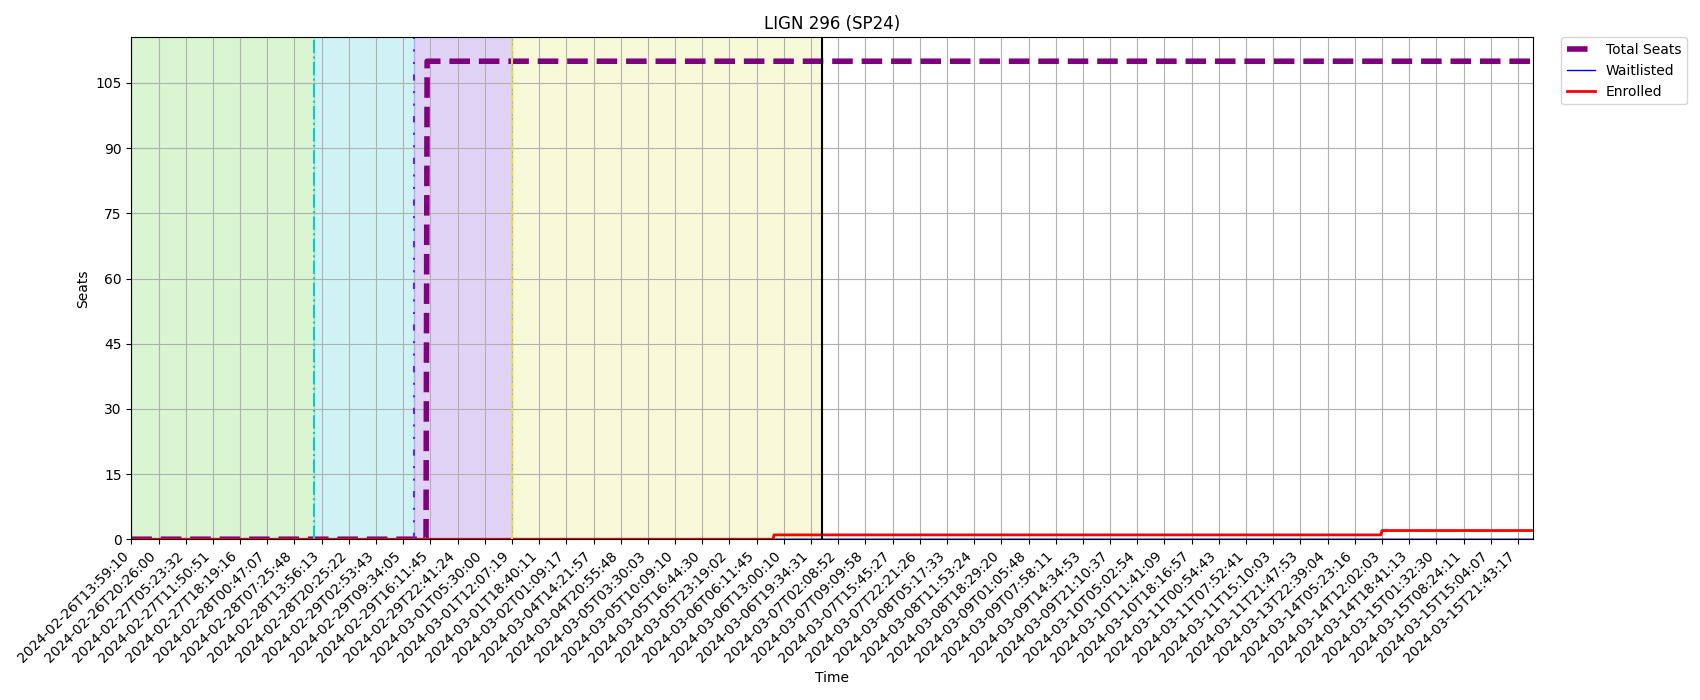 LIGN 296 (SP24)
Total Seats
Waitlisted
Enrolled
Seats
105
90
75
60
45
30
15
0
2024-02-26T13:59:10
2024-02-26T20:26:00
2024-02-27T05:23:32
2024-02-27T11:50:51
2024-02-27T18:19:16
2024-02-28T00:47:07
2024-02-28T07:25:48
2024-02-28T13:56:13
2024-02-28T20:25:22
2024-02-29T02:53:43
2024-02-29T09:34:05
2024-02-29T16:11:45
2024-02-29T22:41:24
2024-03-01T05:30:00
2024-03-01T12:07:19
2024-03-01T18:40:11
2024-03-02T01:09:17
2024-03-04T14:21:57
2024-03-04T20:55:48
2024-03-05T03:30:03
2024-03-05T10:09:10
2024-03-05T16:44:30
2024-03-05T23:19:02
2024-03-06T06:11:45
2024-03-06T13:00:10
2024-03-06T19:34:31
2024-03-07T02:08:52
2024-03-07T09:09:58
2024-03-07T15:45:27
2024-03-07T22:21:26
2024-03-08T05:17:33
2024-03-08T11:53:24
2024-03-08T18:29:20
2024-03-09T01:05:48
2024-03-09T07:58:11
2024-03-09T14:34:53
2024-03-09T21:10:37
2024-03-10T05:02:54
2024-03-10T11:41:09
2024-03-10T18:16:57
2024-03-11T00:54:43
2024-03-11T07:52:41
2024-03-11T15:10:03
2024-03-11T21:47:53
2024-03-13T22:39:04
2024-03-14T05:23:16
2024-03-14T12:02:03
2024-03-14T18:41:13
2024-03-15T01:32:30
2024-03-15T08:24:11
2024-03-15T15:04:07
2024-03-15T21:43:17
Time